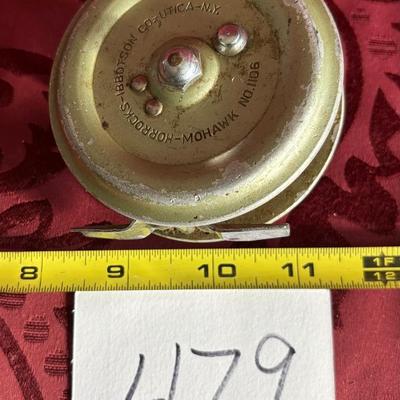 HORROCKS-IBBOTSON CO. UTICA-N.Y.
MOHAWK NO. 1106
8 9 10 11 1F
12
479